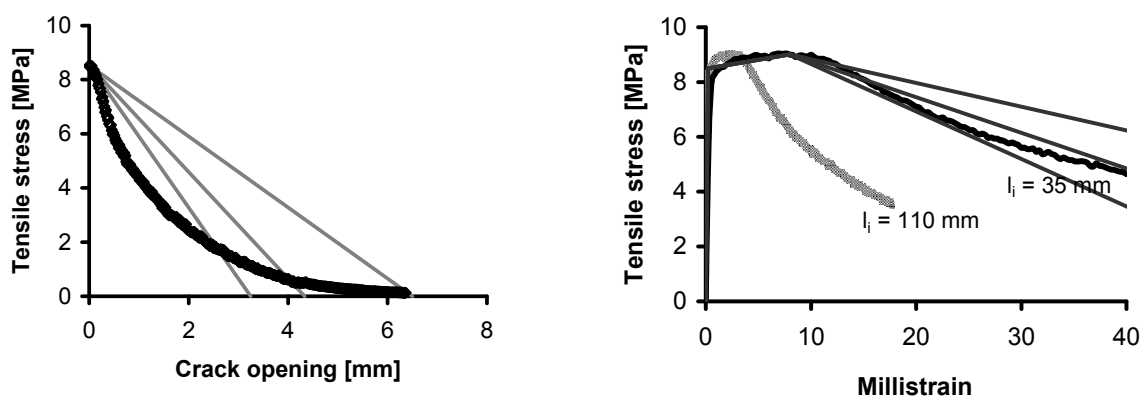 10
8
6
4
2
0
Tensile stress [MPa]
0 2 4 6 8
Crack opening [mm]
10
8
6
4
2
0
Tensile stress [MPa]
li = 35 mm
li = 110 mm
0 10 20 30 40
Millistrain